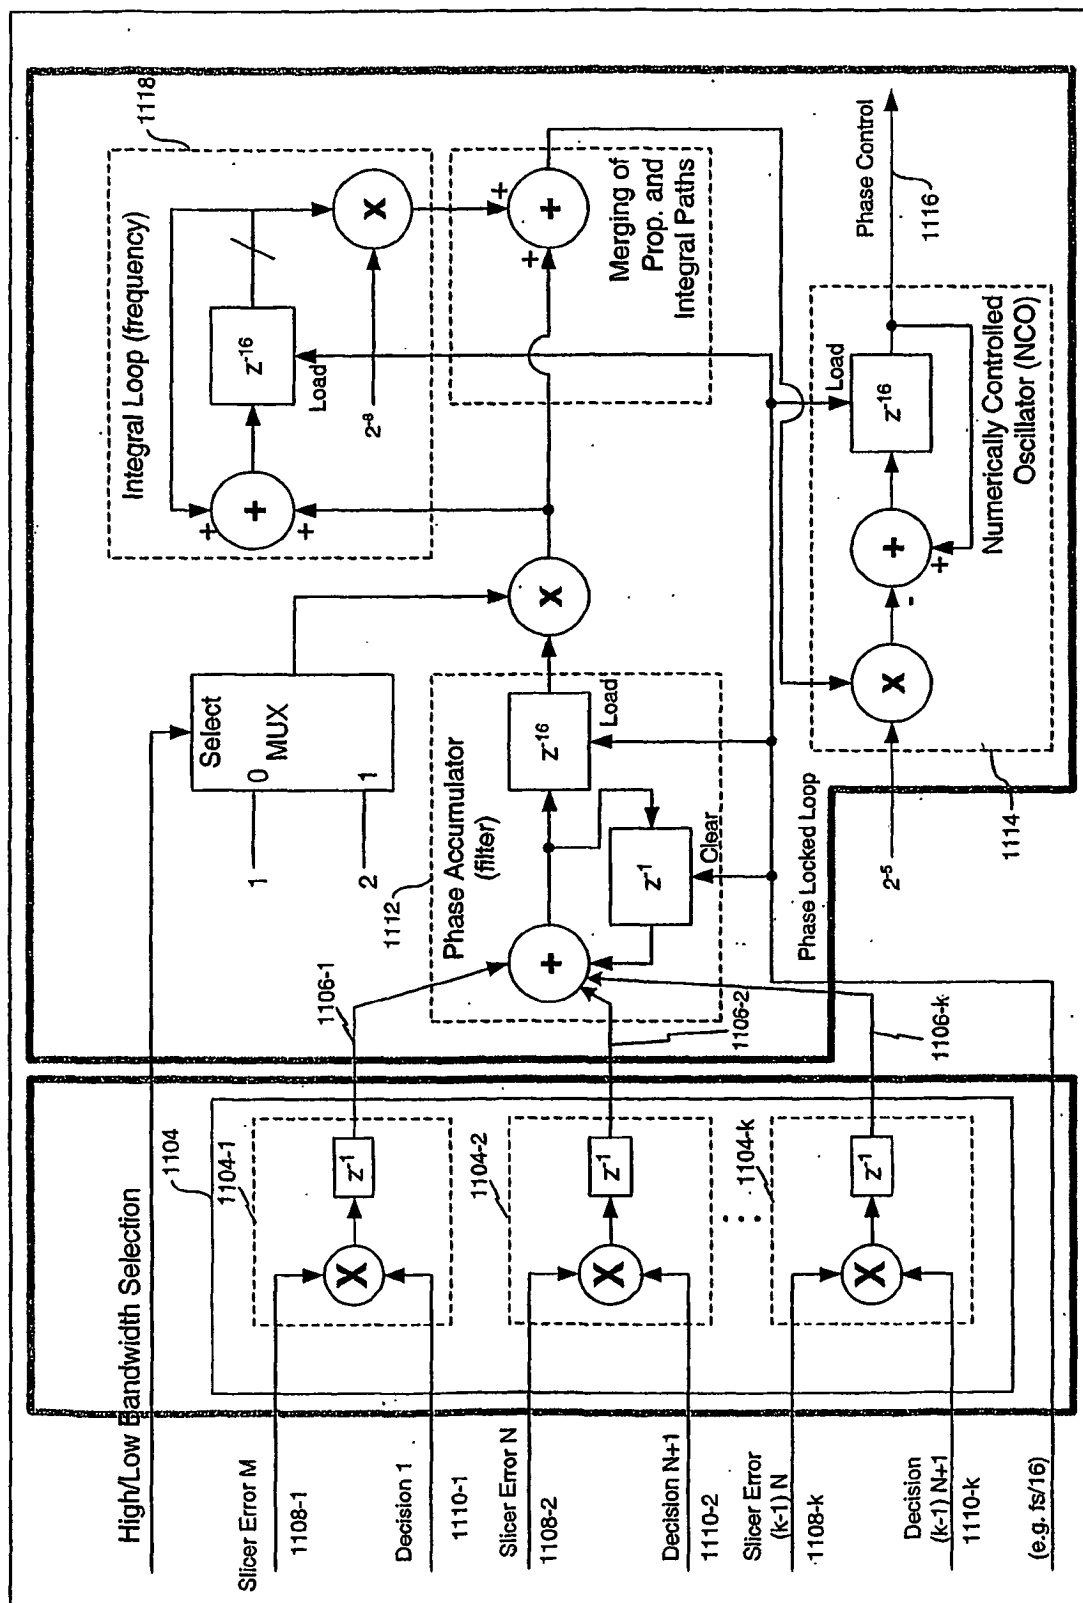 High/Low Bandwidth Selection
Slicer Error M
1108-1
Decision 1
1110-1
Slicer Error N
1108-2
Decision N+1
1110-2
Slicer Error
(k-1) N
1108-k
Decision
(k-1) N+1
1110-k
(e.g. fs/16)
1104
1104-1
X
z-1
1104-2
X
z-1
1104-k
X
z-1
1106-1
1106-2
1106-k
1112
Phase Accumulator
(filter)
+
z-1
Clear
z-16
Load
1
2
0
1
Select
MUX
X
Integral Loop (frequency)
1118
+
+
+
z-16
Load
2-8
X
+
+
+
Merging of
Prop. and
Integral Paths
Phase Locked Loop
2-5
1114
X
-
+
+
z-16
Load
Numerically Controlled
Oscillator (NCO)
Phase Control
1116